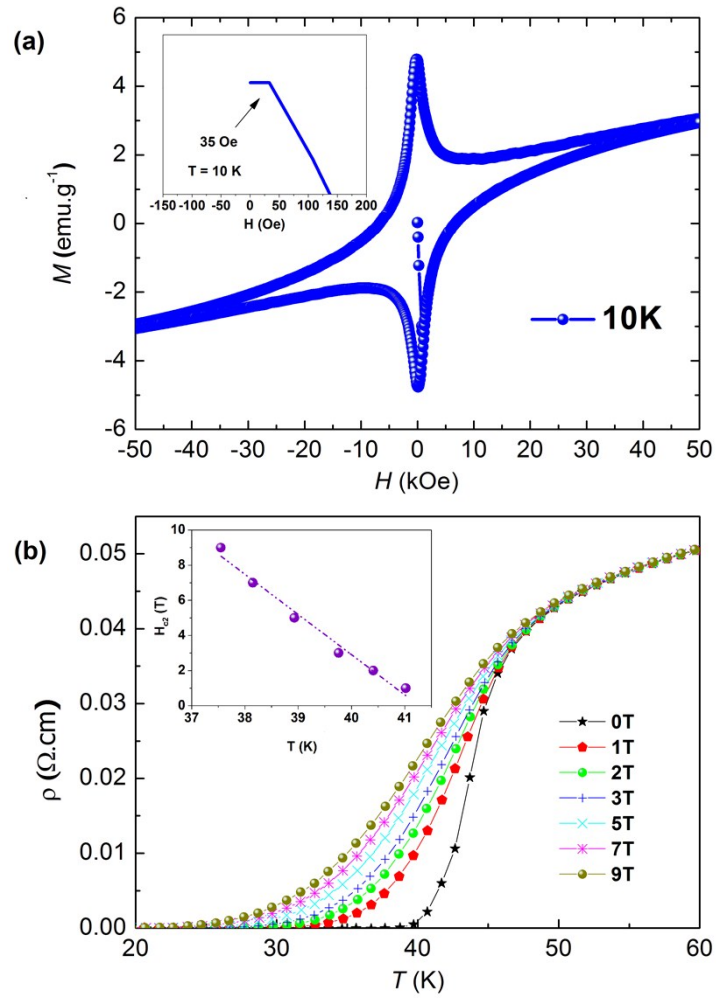 (a)
6
4
2
0
-2
-4
-6
M (emu.g⁻¹)
35 Oe
T = 10 K
-150 -100 -50 0 50 100 150 200
H (Oe)
10K
-50 -40 -30 -20 -10 0 10 20 30 40 50
H (kOe)
(b)
0.05
0.04
0.03
0.02
0.01
0.00
ρ (Ω.cm)
10
8
6
4
2
0
H_c2 (T)
37 38 39 40 41
T (K)
0T
1T
2T
3T
5T
7T
9T
20 30 40 50 60
T (K)